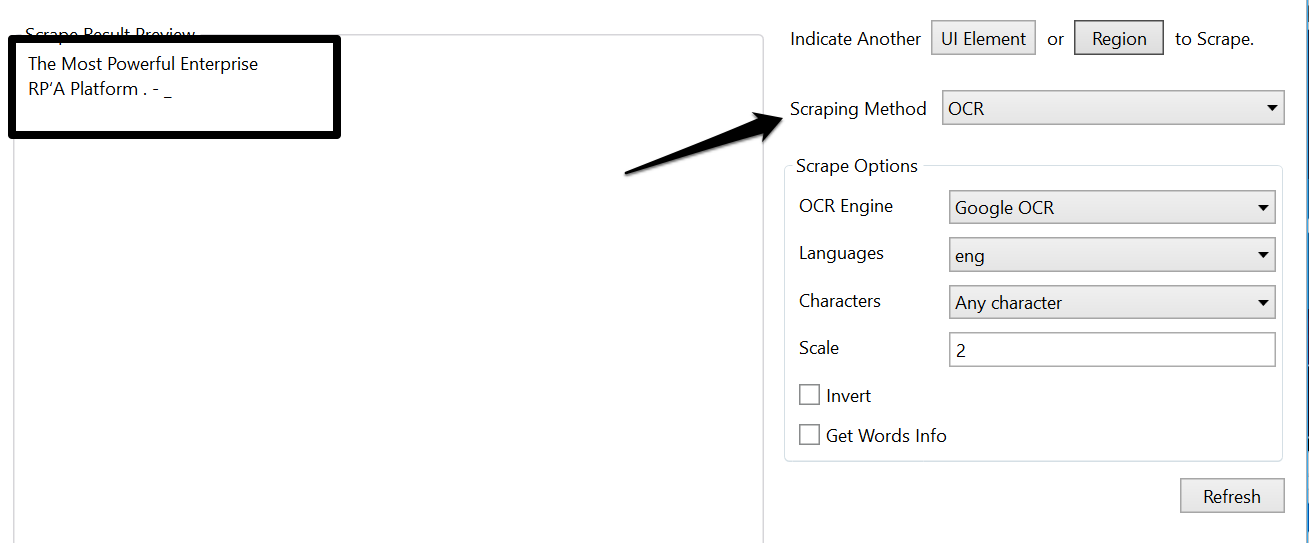 Scrape Result Preview
The Most Powerful Enterprise
RP‘A Platform . - _
Indicate Another UI Element or Region to Scrape.
Scraping Method OCR
Scrape Options
OCR Engine Google OCR
Languages eng
Characters Any character
Scale 2
Invert
Get Words Info
Refresh